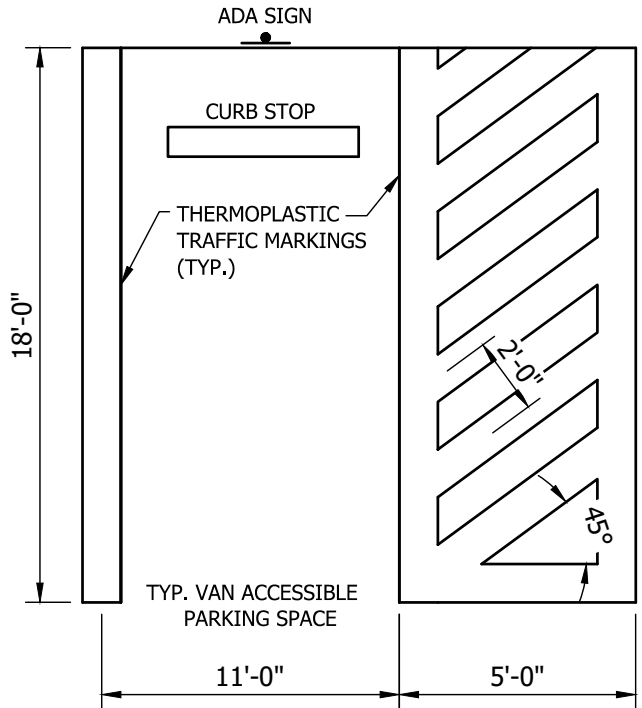 ADA SIGN
CURB STOP
THERMOPLASTIC
TRAFFIC MARKINGS
(TYP.)
18'-0"
2'-0"
45°
TYP. VAN ACCESSIBLE
PARKING SPACE
11'-0"
5'-0"